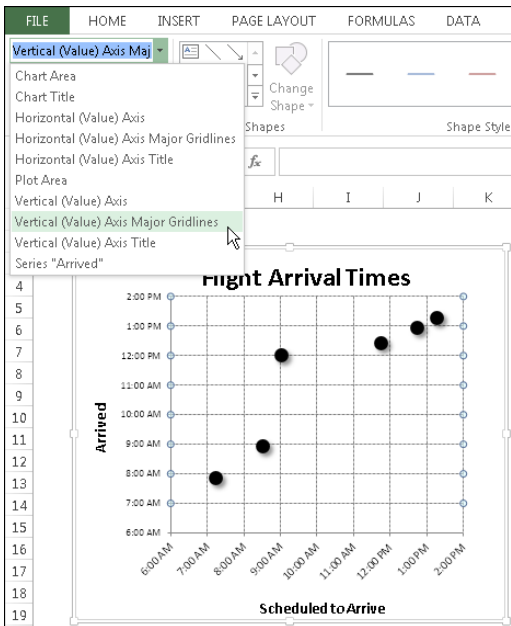 FILE HOME INSERT PAGE LAYOUT FORMULAS DATA
Vertical (Value) Axis Maj
Change
Shape
Shapes
Shape Style
Chart Area
Chart Title
Horizontal (Value) Axis
Horizontal (Value) Axis Major Gridlines
Horizontal (Value) Axis Title
Plot Area
Vertical (Value) Axis
Vertical (Value) Axis Major Gridlines
Vertical (Value) Axis Title
Series "Arrived"
fx
H I J K
4
5
6
7
8
9
10
11
12
13
14
15
16
17
18
19
Flight Arrival Times
2:00 PM
1:00 PM
12:00 PM
11:00 AM
10:00 AM
9:00 AM
8:00 AM
7:00 AM
6:00 AM
Arrived
6:00 AM
7:00 AM
8:00 AM
9:00 AM
10:00 AM
11:00 AM
12:00 PM
1:00 PM
2:00 PM
Scheduled to Arrive